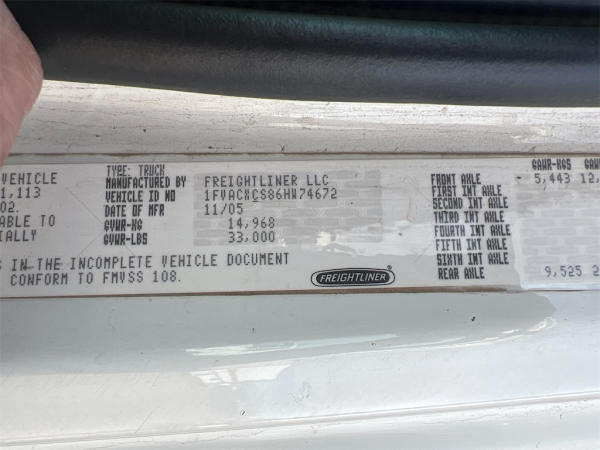 VEHICLE
1,113
02.
ABLE TO
IALLY
S IN THE INCOMPLETE VEHICLE DOCUMENT
CONFORM TO FMVSS 108.
TYPE: TRUCK
MANUFACTURED BY FREIGHTLINER LLC
VEHICLE ID NO 1FVACXCS86HW74672
DATE OF MFR 11/05
GVWR-KG 14,968
GVWR-LBS 33,000
FREIGHTLINER
GAWR-KGS GAW
FRONT AXLE 5,443 12,
FIRST INT AXLE
SECOND INT AXLE
THIRD INT AXLE
FOURTH INT AXLE
FIFTH INT AXLE
SIXTH INT AXLE
REAR AXLE 9,525 2